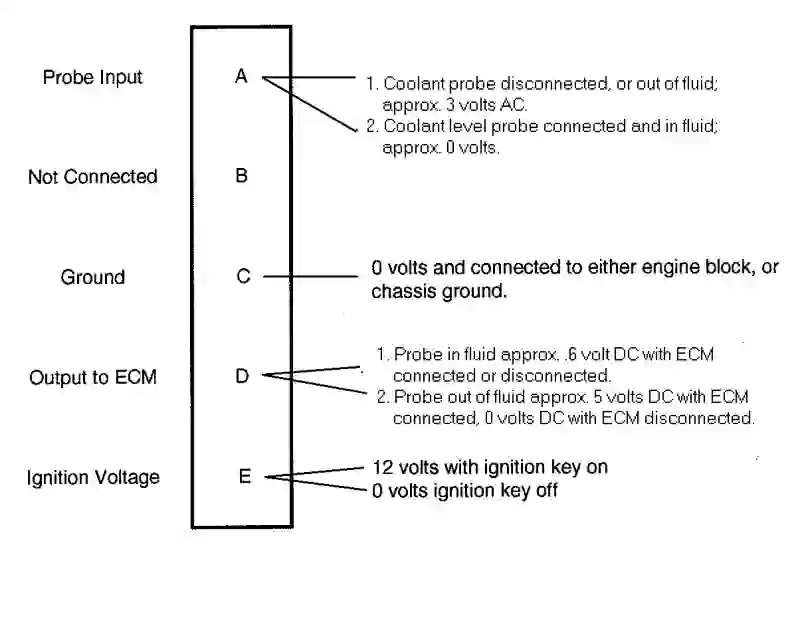 Probe Input
A
1. Coolant probe disconnected, or out of fluid;
approx. 3 volts AC.
2. Coolant level probe connected and in fluid;
approx. 0 volts.
Not Connected
B
Ground
C
0 volts and connected to either engine block, or
chassis ground.
Output to ECM
D
1. Probe in fluid approx. .6 volt DC with ECM
connected or disconnected.
2. Probe out of fluid approx. 5 volts DC with ECM
connected, 0 volts DC with ECM disconnected.
Ignition Voltage
E
12 volts with ignition key on
0 volts ignition key off